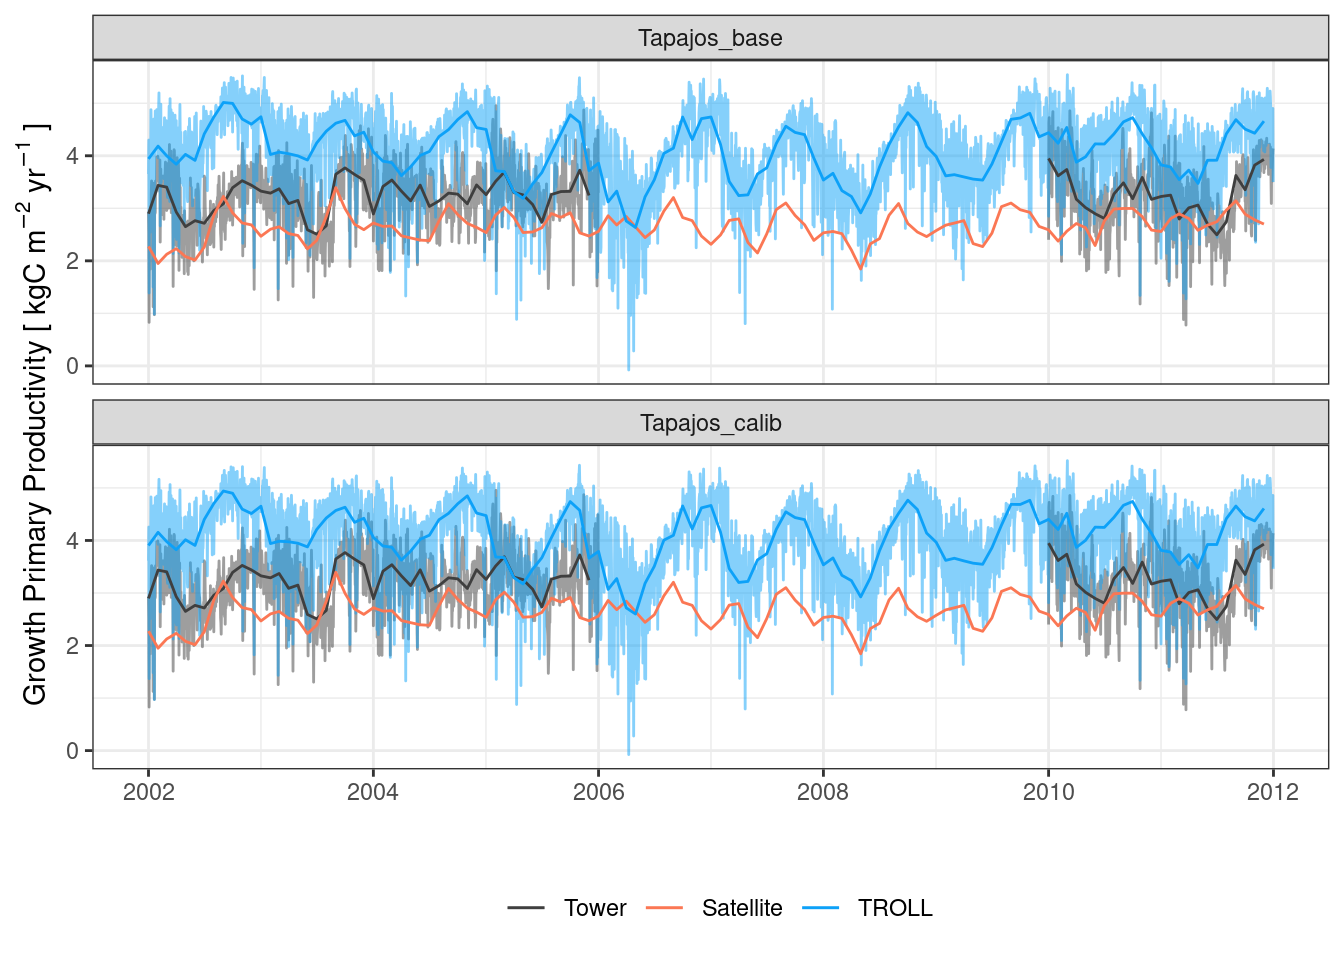 Tapajos_base
4
2
0
Growth Primary Productivity [ kgC m⁻² yr⁻¹ ]
Tapajos_calib
4
2
0
2002 2004 2006 2008 2010 2012
Tower Satellite TROLL